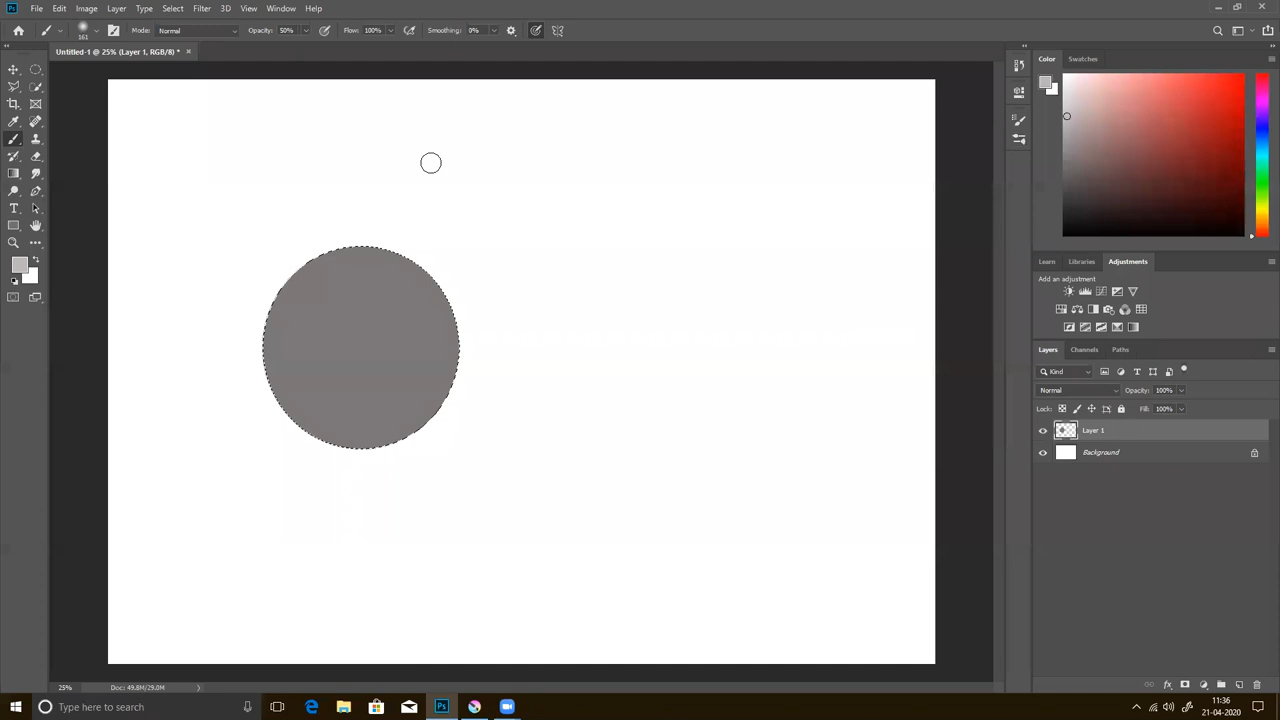 Ps File Edit Image Layer Type Select Filter 3D View Window Help
161 Mode: Normal Opacity: 50% Flow: 100% Smoothing: 0%
Untitled-1 @ 25% (Layer 1, RGB/8) *
Color Swatches
Learn Libraries Adjustments
Add an adjustment
Layers Channels Paths
Kind
Normal Opacity: 100%
Lock: Fill: 100%
Layer 1
Background
25% Doc: 49.8M/29.0M
Type here to search Ps 11:36
21-04-2020